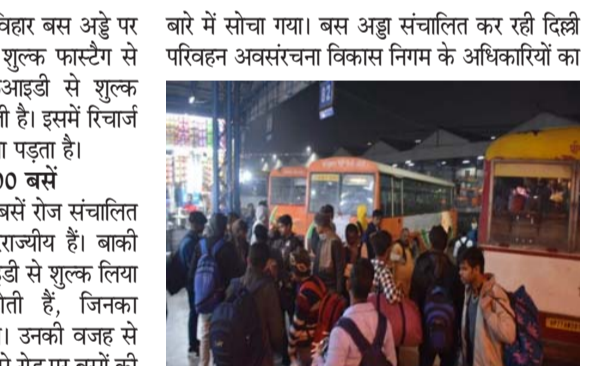 विहार बस अड्डे पर
शुल्क फास्टैग से
आइडी से शुल्क
है। इसमें रिचार्ज
पड़ता है।
00 बसें
बसें रोज संचालित
हैं। बाकी
से शुल्क लिया
हैं, जिनका
उनकी वजह से
बारे में सोचा गया। बस अड्डा संचालित कर रही दिल्ली
परिवहन अवसंरचना विकास निगम के अधिकारियों का